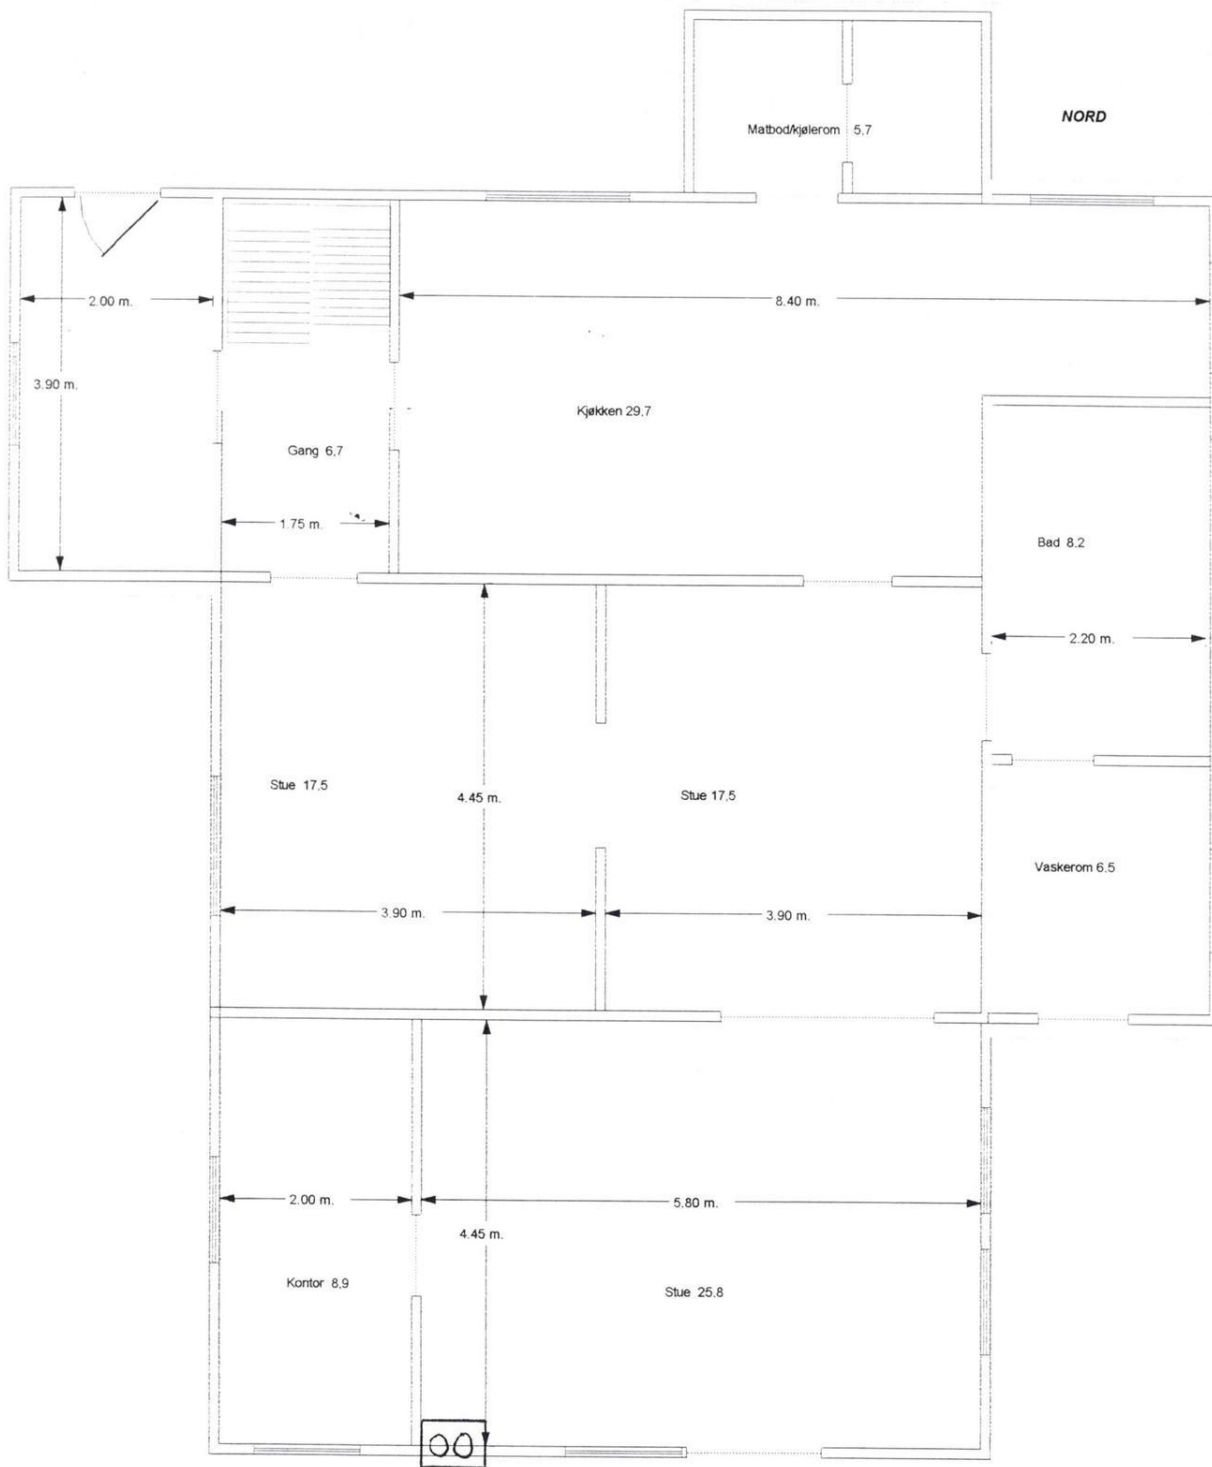 NORD
Matbod/kjølerom 5,7
2.00 m.
8.40 m.
3.90 m.
Kjøkken 29,7
Gang 6,7
1.75 m.
Bad 8,2
2.20 m.
Stue 17,5
4.45 m.
Stue 17,5
Vaskerom 6,5
3.90 m.
3.90 m.
2.00 m.
5.80 m.
4.45 m.
Kontor 8,9
Stue 25,8